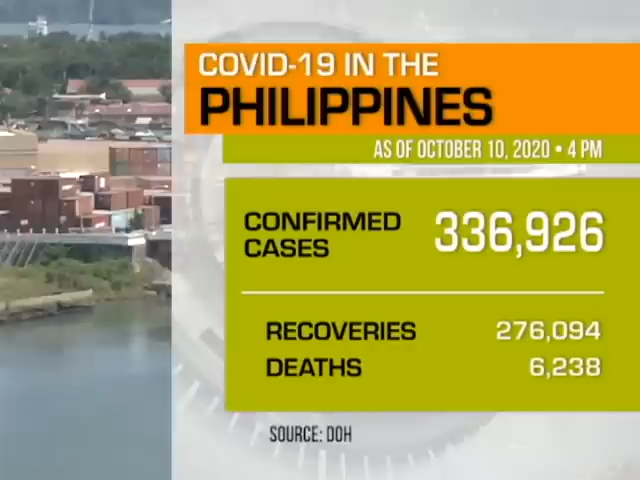 COVID-19 IN THE
PHILIPPINES
AS OF OCTOBER 10, 2020 • 4 PM
CONFIRMED
CASES
336,926
RECOVERIES 276,094
DEATHS 6,238
SOURCE: DOH